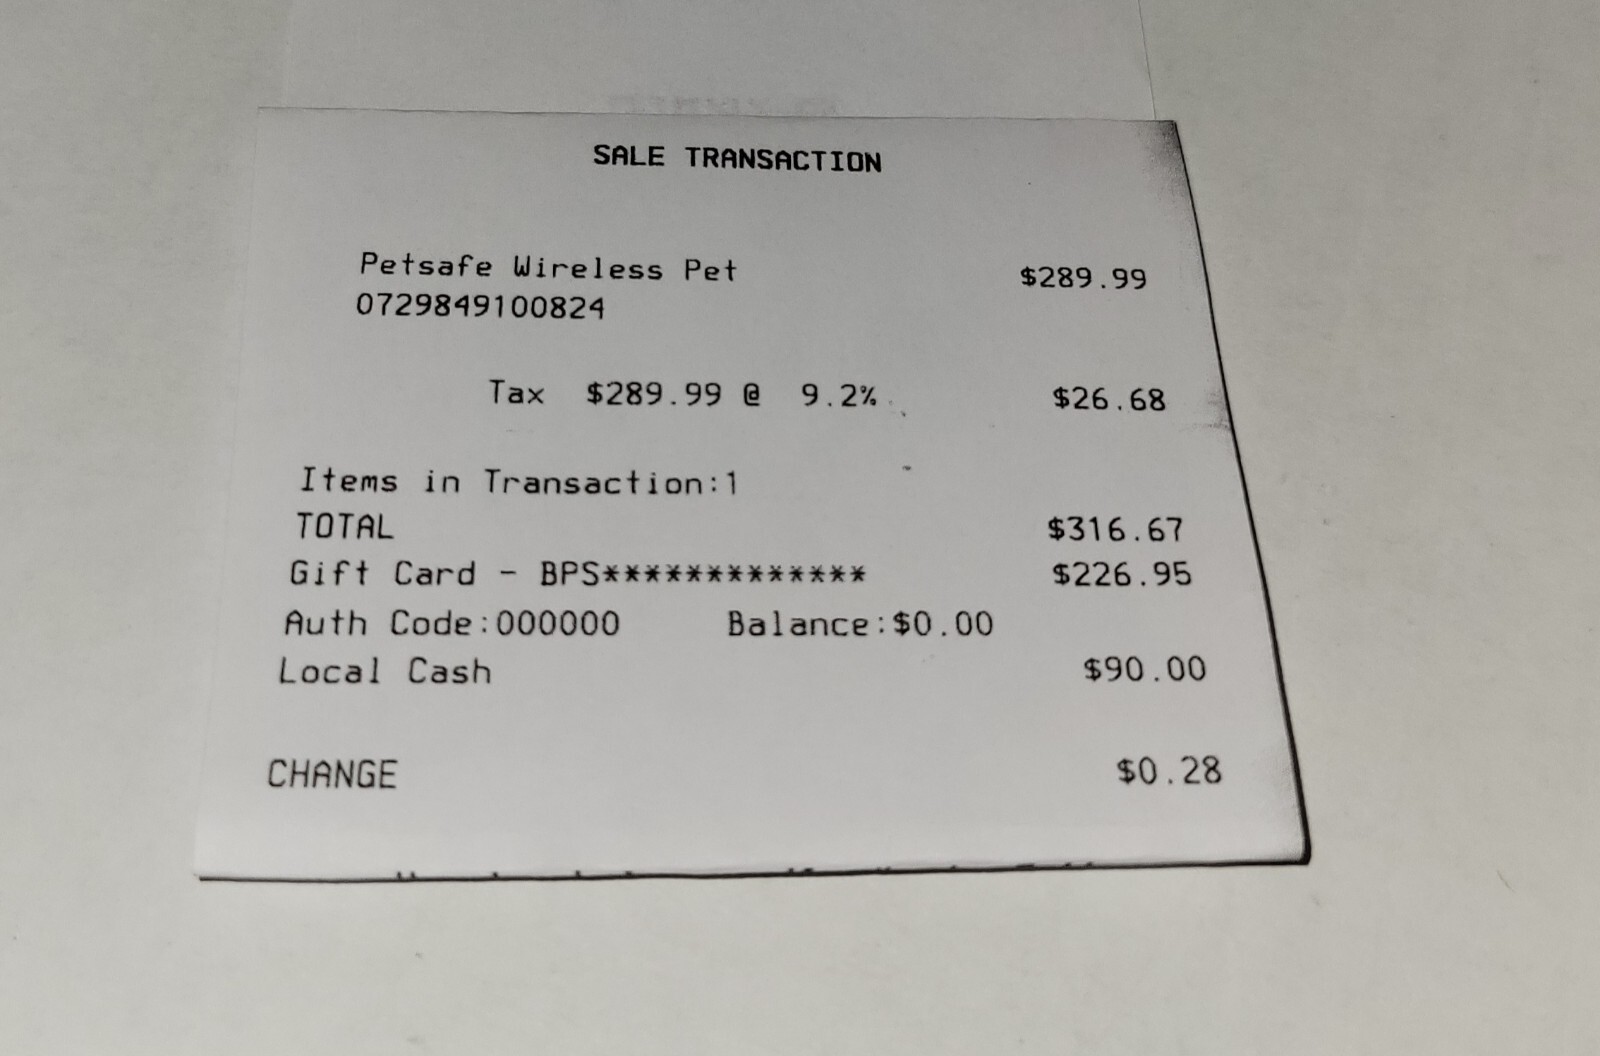 SALE TRANSACTION
Petsafe Wireless Pet $289.99
0729849100824
Tax $289.99 @ 9.2% $26.68
Items in Transaction:1
TOTAL $316.67
Gift Card - BPS************* $226.95
Auth Code:000000 Balance:$0.00
Local Cash $90.00
CHANGE $0.28